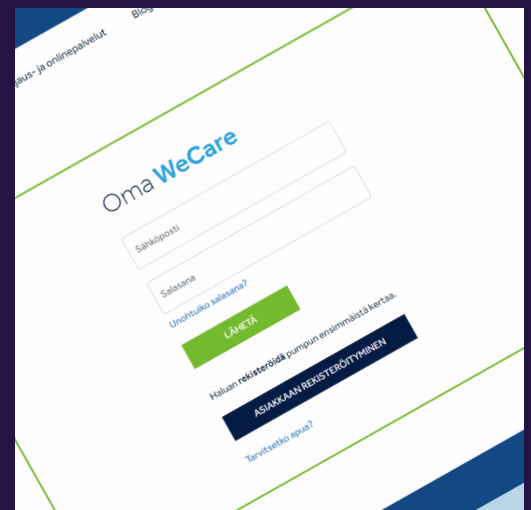 Blog
jaus- ja onlinepalvelut
Oma WeCare
Sähköposti
Salasana
Unohtuiko salasana?
LÄHETÄ
Haluan rekisteröidä pumpun ensimmäistä kertaa.
ASIAKKAAN REKISTERÖITYMINEN
Tarvitsetko apua?